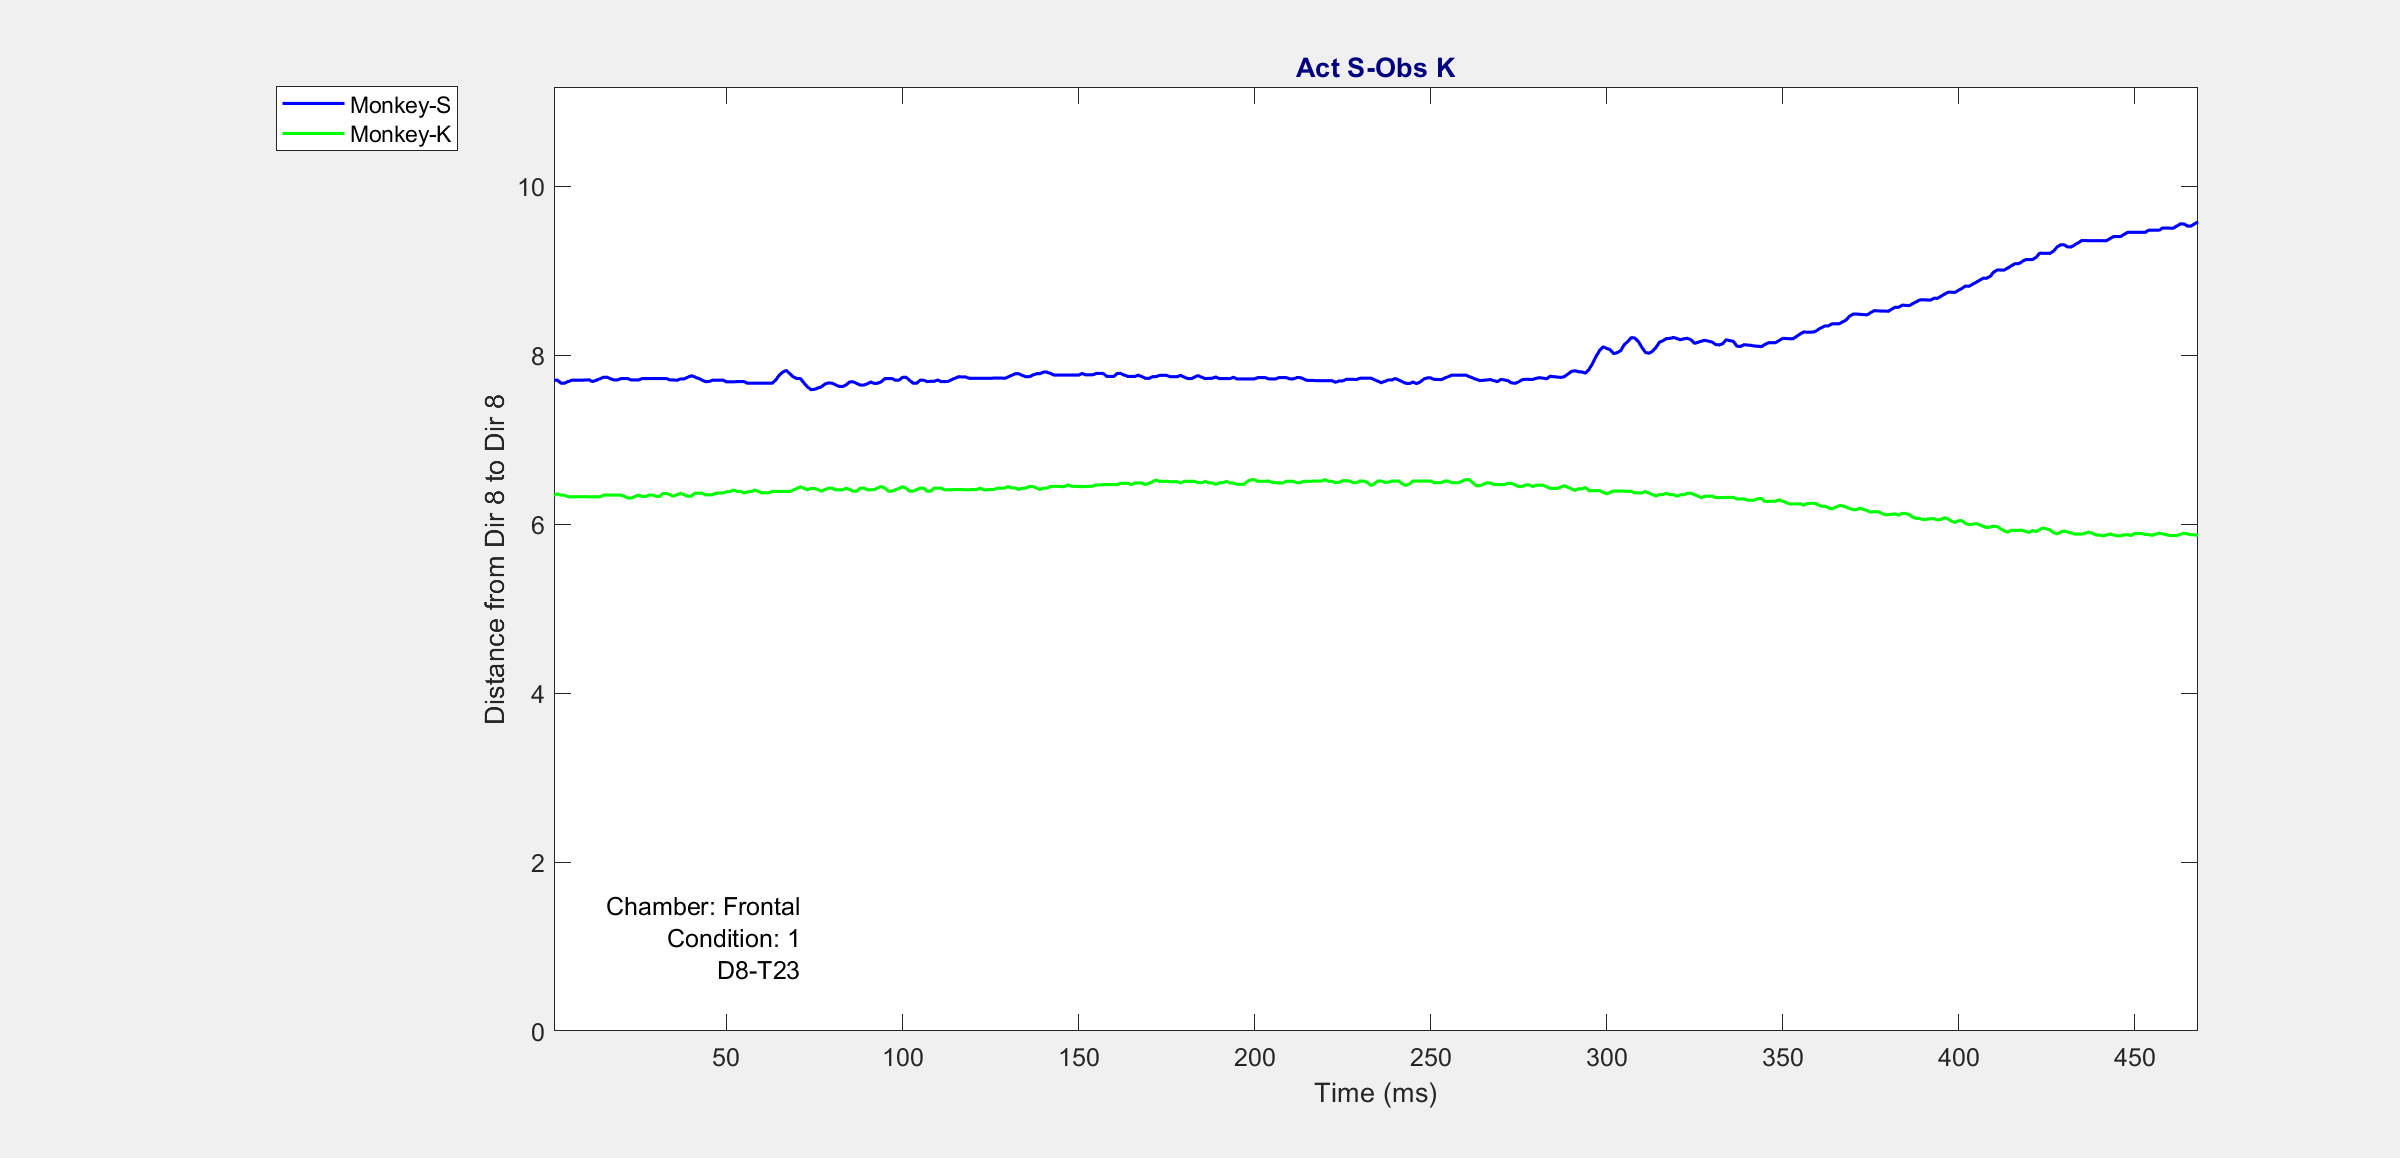 Act S-Obs K
Monkey-S
Monkey-K
10
8
6
4
2
0
Distance from Dir 8 to Dir 8
Chamber: Frontal
Condition: 1
D8-T23
50 100 150 200 250 300 350 400 450
Time (ms)